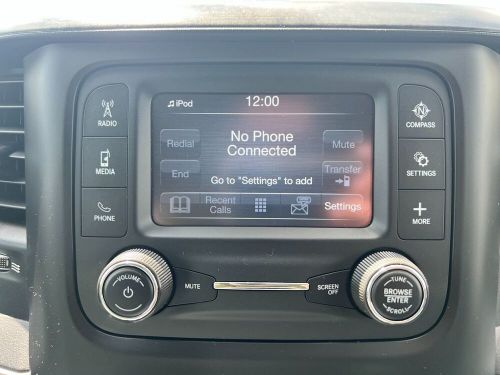 RADIO
MEDIA
PHONE
♫ iPod
12:00
No Phone
Connected
Redial
Mute
End
Transfer
Go to "Settings" to add
Recent
Calls
Settings
COMPASS
SETTINGS
MORE
VOLUME
MUTE
SCREEN
OFF
TUNE
BROWSE
ENTER
SCROLL